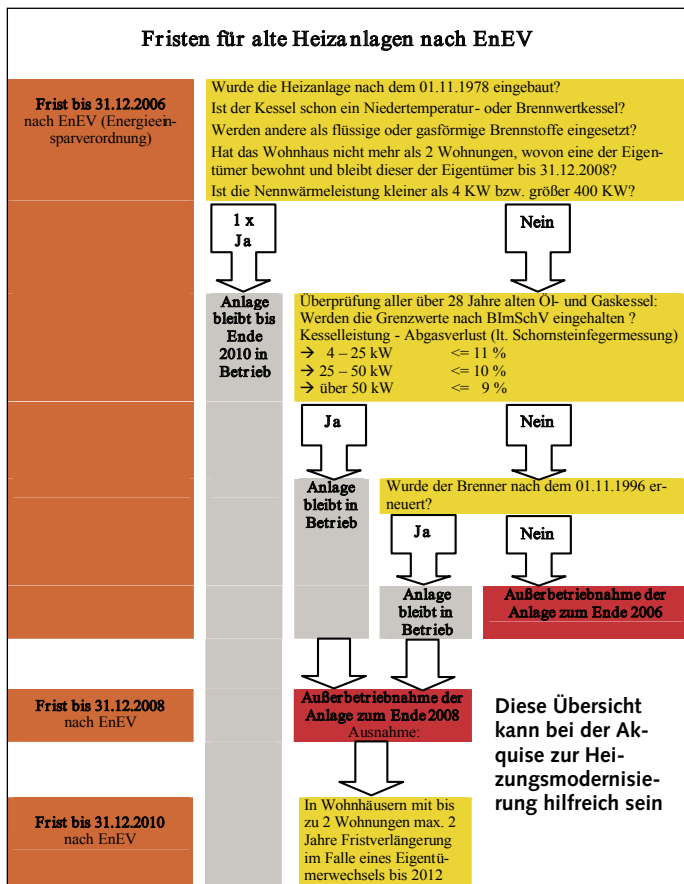 Fristen für alte Heizanlagen nach EnEV
Frist bis 31.12.2006
nach EnEV (Energieein-
sparverordnung)
Wurde die Heizanlage nach dem 01.11.1978 eingebaut?
Ist der Kessel schon ein Niedertemperatur- oder Brennwertkessel?
Werden andere als flüssige oder gasförmige Brennstoffe eingesetzt?
Hat das Wohnhaus nicht mehr als 2 Wohnungen, wovon eine der Eigen-
tümer bewohnt und bleibt dieser der Eigentümer bis 31.12.2008?
Ist die Nennwärmeleistung kleiner als 4 KW bzw. größer 400 KW?
1 x
Ja
Nein
Anlage
bleibt bis
Ende
2010 in
Betrieb
Überprüfung aller über 28 Jahre alten Öl- und Gaskessel:
Werden die Grenzwerte nach BImSchV eingehalten ?
Kesselleistung - Abgasverlust (lt. Schornsteinfegermessung)
→ 4 – 25 kW <= 11 %
→ 25 – 50 kW <= 10 %
→ über 50 kW <= 9 %
Ja
Nein
Anlage
bleibt in
Betrieb
Wurde der Brenner nach dem 01.11.1996 er-
neuert?
Ja
Nein
Anlage
bleibt in
Betrieb
Außerbetriebnahme der
Anlage zum Ende 2006
Frist bis 31.12.2008
nach EnEV
Außerbetriebnahme der
Anlage zum Ende 2008
Ausnahme:
Diese Übersicht
kann bei der Ak-
quise zur Hei-
zungsmodernisie-
rung hilfreich sein
Frist bis 31.12.2010
nach EnEV
In Wohnhäusern mit bis
zu 2 Wohnungen max. 2
Jahre Fristverlängerung
im Falle eines Eigentü-
merwechsels bis 2012